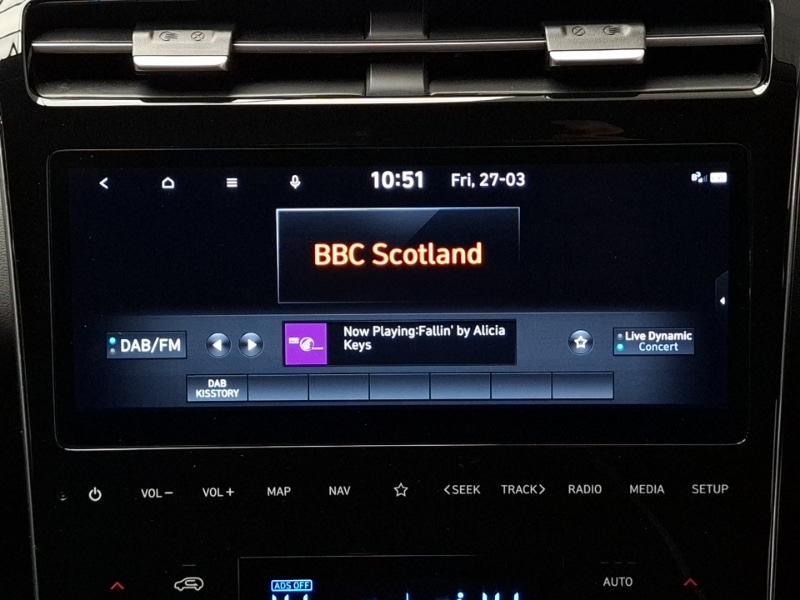 10:51 Fri, 27-03
BBC Scotland
DAB/FM
Now Playing:Fallin' by Alicia
Keys
Live Dynamic
Concert
DAB
KISSTORY
VOL− VOL+ MAP NAV <SEEK TRACK> RADIO MEDIA SETUP
ADS OFF
AUTO